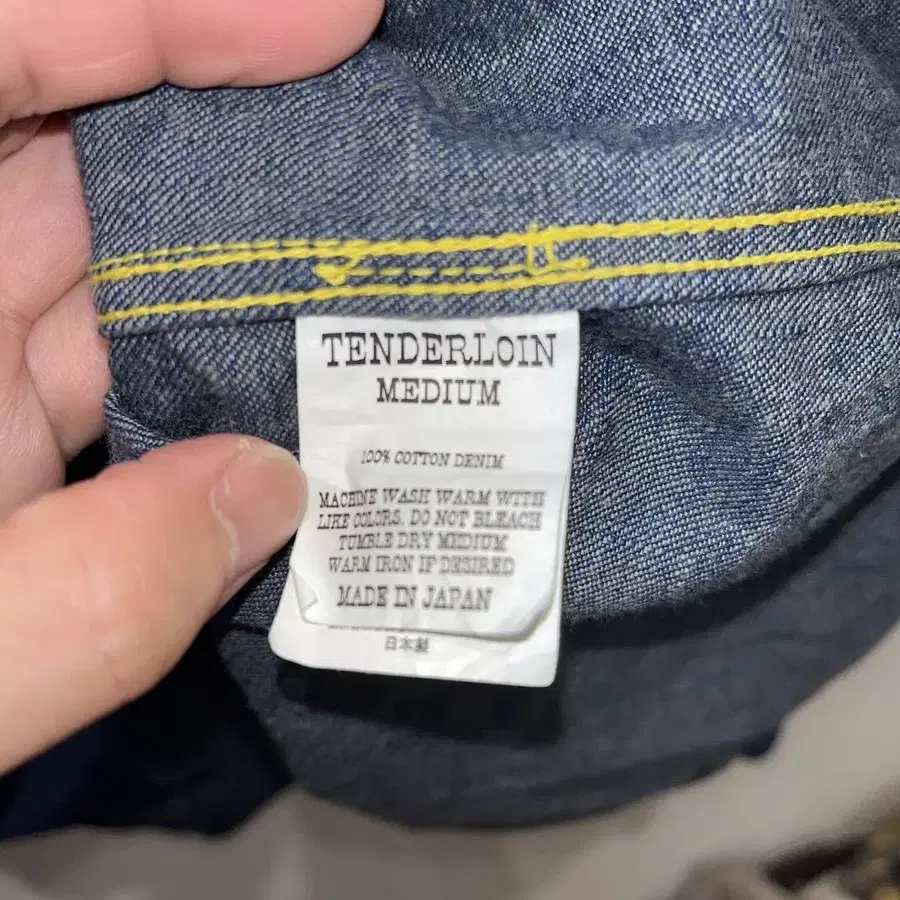 TENDERLOIN
MEDIUM
100% COTTON DENIM
MACHINE WASH WARM WITH
LIKE COLORS. DO NOT BLEACH
TUMBLE DRY MEDIUM
WARM IRON IF DESIRED
MADE IN JAPAN
日本製